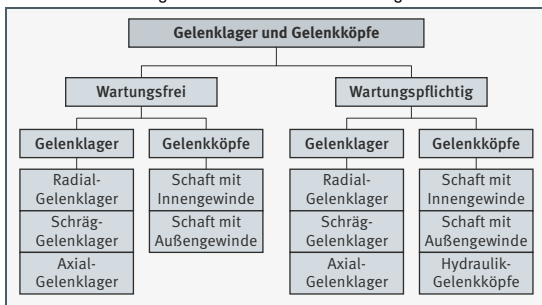 Gelenklager und Gelenkköpfe
Wartungsfrei
Wartungspflichtig
Gelenklager
Gelenkköpfe
Gelenklager
Gelenkköpfe
Radial-
Gelenklager
Schräg-
Gelenklager
Axial-
Gelenklager
Schaft mit
Innengewinde
Schaft mit
Außengewinde
Radial-
Gelenklager
Schräg-
Gelenklager
Axial-
Gelenklager
Schaft mit
Innengewinde
Schaft mit
Außengewinde
Hydraulik-
Gelenkköpfe